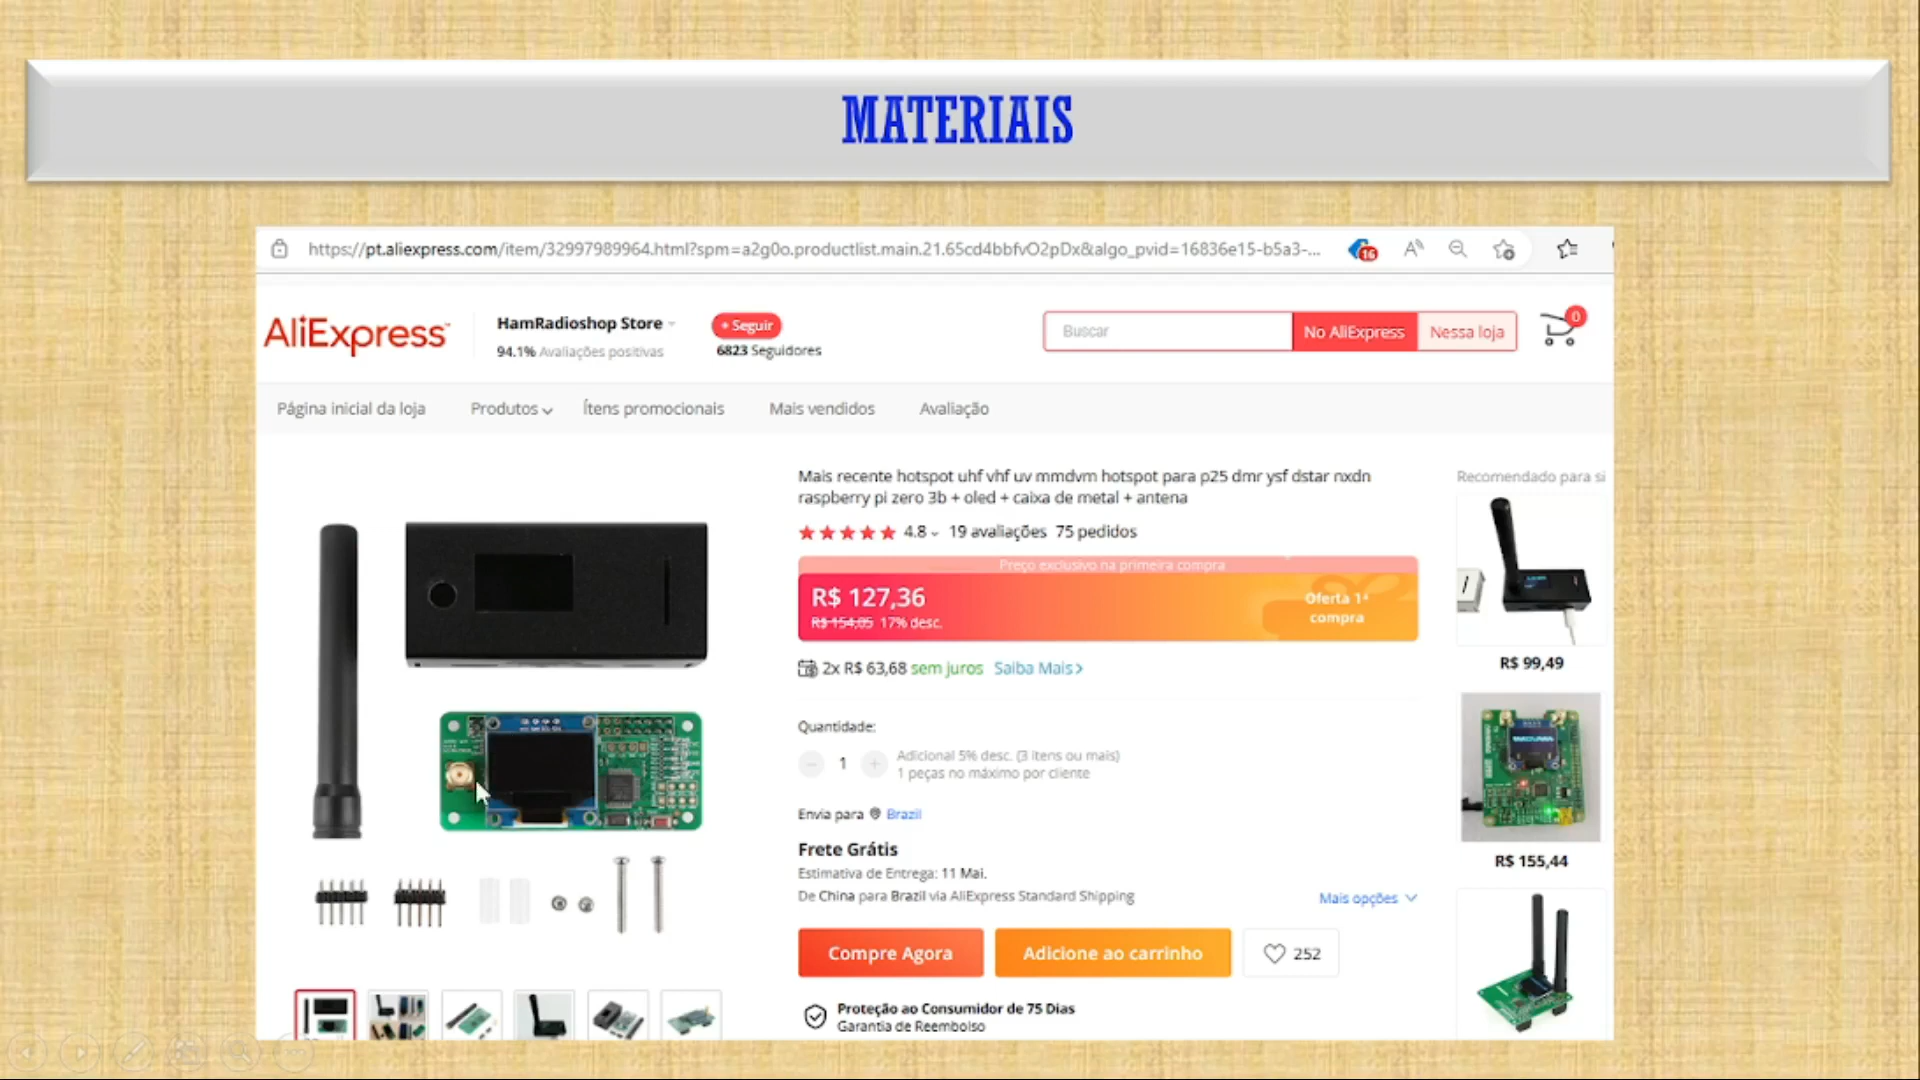 MATERIAIS
https://pt.aliexpress.com/item/32997989964.html?spm=a2g0o.productlist.main.21.65cd4bbfvO2pDx&algo_pvid=16836e15-b5a3-...
16
AliExpress
HamRadioshop Store
94.1% Avaliações positivas
+ Seguir
6823 Seguidores
Buscar
No AliExpress
Nessa loja
0
Página inicial da loja
Produtos
Ítens promocionais
Mais vendidos
Avaliação
Mais recente hotspot uhf vhf uv mmdvm hotspot para p25 dmr ysf dstar nxdn
raspberry pi zero 3b + oled + caixa de metal + antena
4.8
19 avaliações
75 pedidos
Preço exclusivo na primeira compra
R$ 127,36
R$ 154,05 17% desc.
Oferta 1ª
compra
2x R$ 63,68 sem juros Saiba Mais
Quantidade:
1
Adicional 5% desc. (3 itens ou mais)
1 peças no máximo por cliente
Envia para Brazil
Frete Grátis
Estimativa de Entrega: 11 Mai.
De China para Brazil via AliExpress Standard Shipping
Mais opções
Compre Agora
Adicione ao carrinho
252
Proteção ao Consumidor de 75 Dias
Garantia de Reembolso
Recomendado para si
R$ 99,49
R$ 155,44